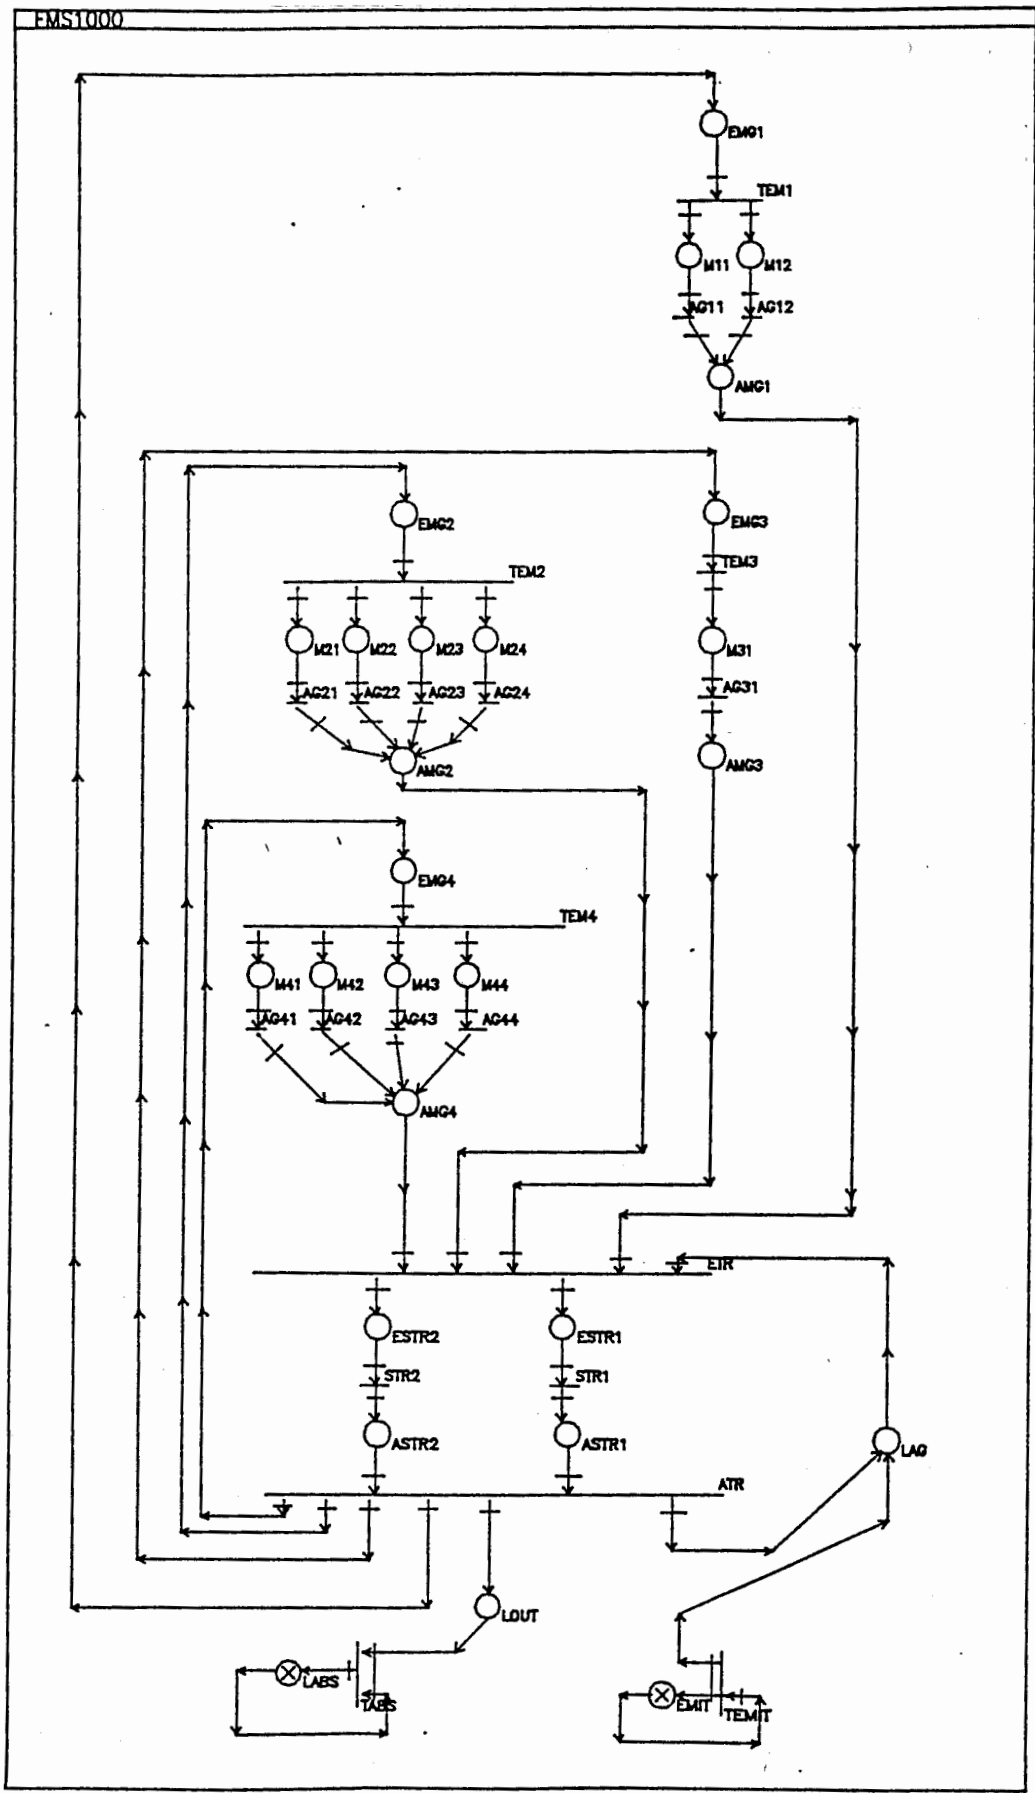 FMS1000
EMG1
TEM1
M11 M12
AG11 AG12
AMG1
EMG2 EMG3
TEM2 TEM3
M21 M22 M23 M24 M31
AG21 AG22 AG23 AG24 AG31
AMG2 AMG3
EMG4
TEM4
M41 M42 M43 M44
AG41 AG42 AG43 AG44
AMG4
ETR
ESTR2 ESTR1
STR2 STR1
ASTR2 ASTR1 LAG
ATR
LOUT
LABS
TABS EMIT TEMIT